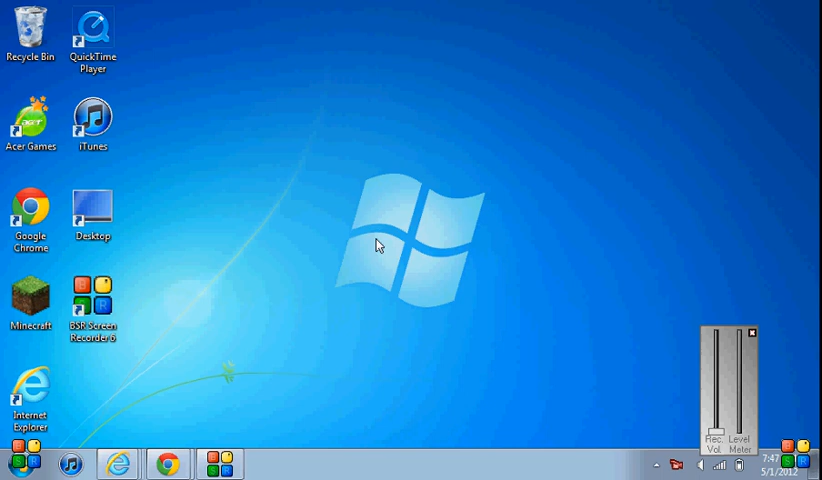 Recycle Bin
QuickTime
Player
acer
Acer Games
iTunes
Google
Chrome
Desktop
Minecraft
B
S
R
BSR Screen
Recorder 6
Internet
Explorer
Rec.
Vol
Level
Meter
B
S
R
B
S
R
B
S
R
7:47
5/1/2012